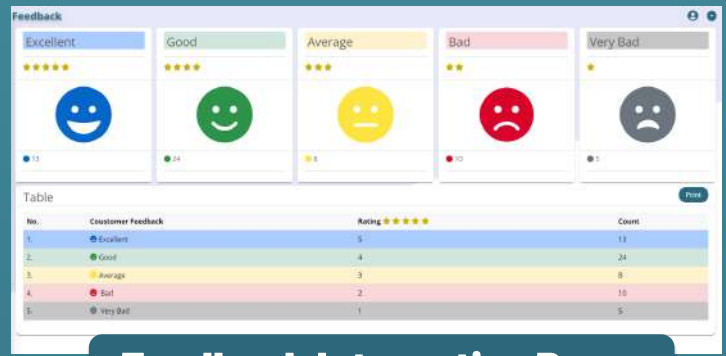 Feedback
Excellent
Good
Average
Bad
Very Bad
13
24
8
10
5
Table
Print
No. Coustomer Feedback Rating Count
1. Excellent 5 13
2. Good 4 24
3. Average 3 8
4. Bad 2 10
5. Very Bad 1 5